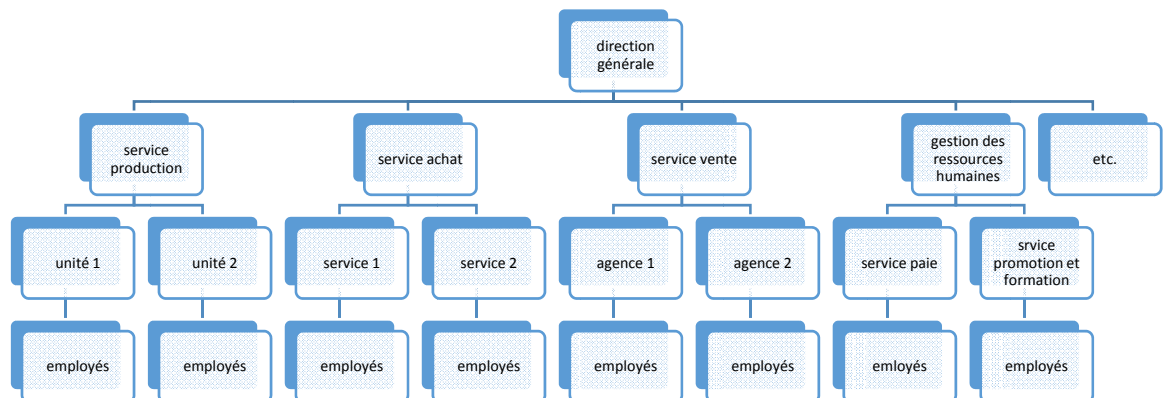 direction
générale
service
production
service achat
service vente
gestion des
ressources
humaines
etc.
unité 1
unité 2
service 1
service 2
agence 1
agence 2
service paie
srvice
promotion et
formation
employés
employés
employés
employés
employés
employés
emloyés
employés